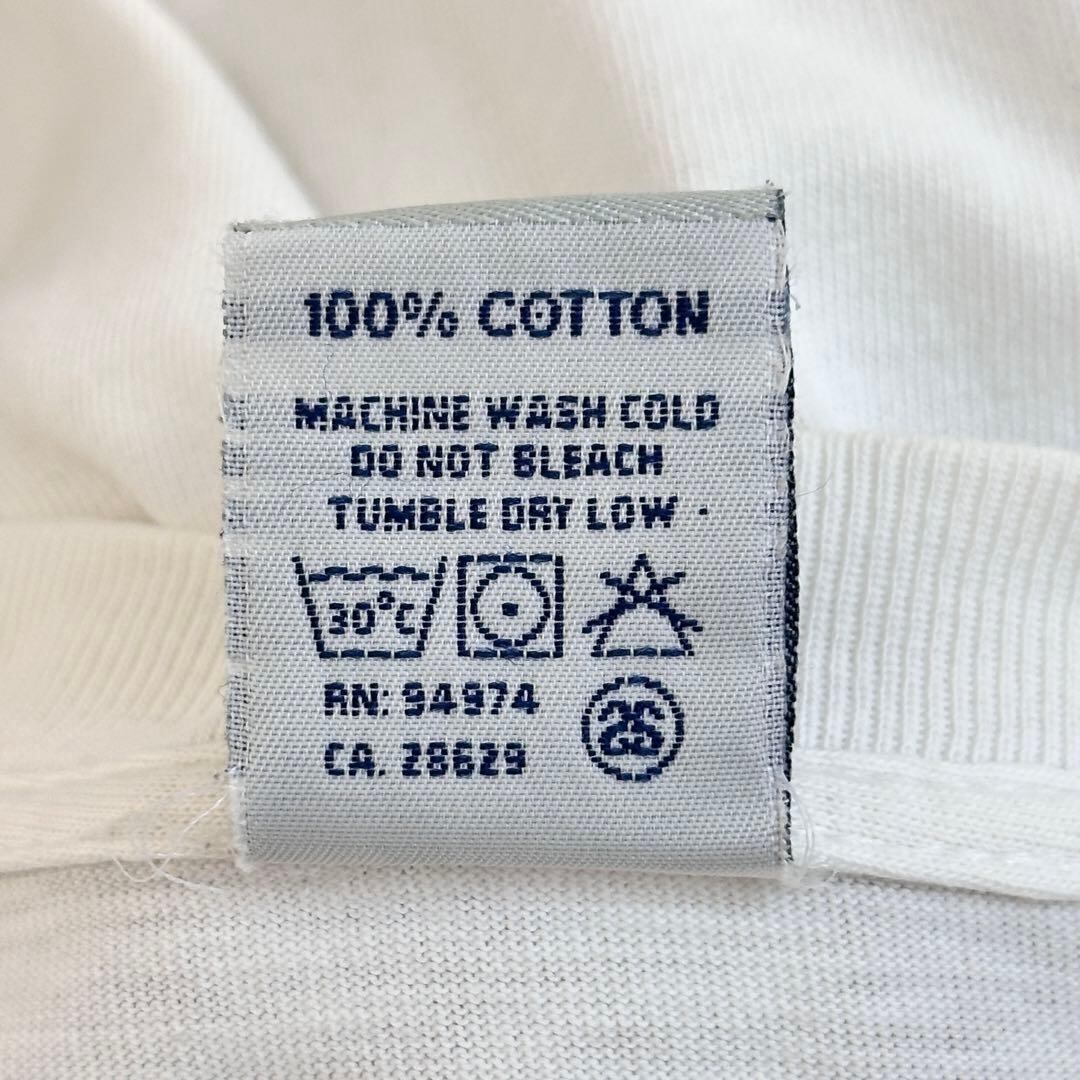 100% COTTON
MACHINE WASH COLD
DO NOT BLEACH
TUMBLE DRY LOW
30°C
RN: 94974
CA. 28629